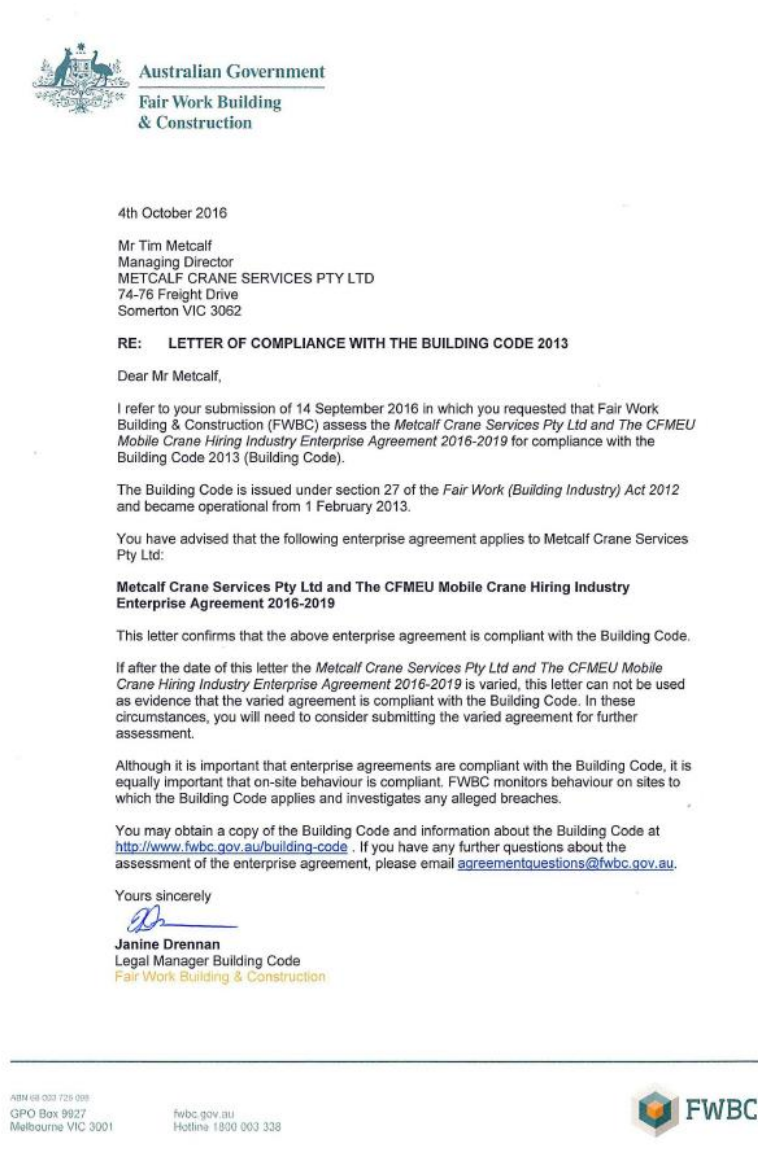 Australian Government
Fair Work Building
& Construction
4th October 2016
Mr Tim Metcalf
Managing Director
METCALF CRANE SERVICES PTY LTD
74-76 Freight Drive
Somerton VIC 3062
RE: LETTER OF COMPLIANCE WITH THE BUILDING CODE 2013
Dear Mr Metcalf,
I refer to your submission of 14 September 2016 in which you requested that Fair Work
Building & Construction (FWBC) assess the Metcalf Crane Services Pty Ltd and The CFMEU
Mobile Crane Hiring Industry Enterprise Agreement 2016-2019 for compliance with the
Building Code 2013 (Building Code).
The Building Code is issued under section 27 of the Fair Work (Building Industry) Act 2012
and became operational from 1 February 2013.
You have advised that the following enterprise agreement applies to Metcalf Crane Services
Pty Ltd:
Metcalf Crane Services Pty Ltd and The CFMEU Mobile Crane Hiring Industry
Enterprise Agreement 2016-2019
This letter confirms that the above enterprise agreement is compliant with the Building Code.
If after the date of this letter the Metcalf Crane Services Pty Ltd and The CFMEU Mobile
Crane Hiring Industry Enterprise Agreement 2016-2019 is varied, this letter can not be used
as evidence that the varied agreement is compliant with the Building Code. In these
circumstances, you will need to consider submitting the varied agreement for further
assessment.
Although it is important that enterprise agreements are compliant with the Building Code, it is
equally important that on-site behaviour is compliant. FWBC monitors behaviour on sites to
which the Building Code applies and investigates any alleged breaches.
You may obtain a copy of the Building Code and information about the Building Code at
http://www.fwbc.gov.au/building-code . If you have any further questions about the
assessment of the enterprise agreement, please email agreementquestions@fwbc.gov.au.
Yours sincerely
Janine Drennan
Legal Manager Building Code
Fair Work Building & Construction
ABN 68 003 725 098
GPO Box 9927
Melbourne VIC 3001
fwbc.gov.au
Hotline 1800 003 338
FWBC